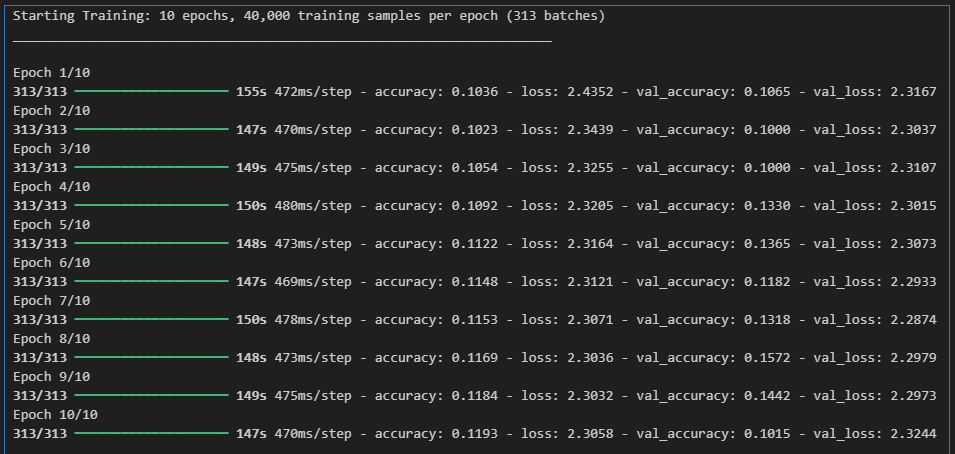 Starting Training: 10 epochs, 40,000 training samples per epoch (313 batches)
Epoch 1/10
313/313 ━━━━━━━━━━━━━━━━━━━━ 155s 472ms/step - accuracy: 0.1036 - loss: 2.4352 - val_accuracy: 0.1065 - val_loss: 2.3167
Epoch 2/10
313/313 ━━━━━━━━━━━━━━━━━━━━ 147s 470ms/step - accuracy: 0.1023 - loss: 2.3439 - val_accuracy: 0.1000 - val_loss: 2.3037
Epoch 3/10
313/313 ━━━━━━━━━━━━━━━━━━━━ 149s 475ms/step - accuracy: 0.1054 - loss: 2.3255 - val_accuracy: 0.1000 - val_loss: 2.3107
Epoch 4/10
313/313 ━━━━━━━━━━━━━━━━━━━━ 150s 480ms/step - accuracy: 0.1092 - loss: 2.3205 - val_accuracy: 0.1330 - val_loss: 2.3015
Epoch 5/10
313/313 ━━━━━━━━━━━━━━━━━━━━ 148s 473ms/step - accuracy: 0.1122 - loss: 2.3164 - val_accuracy: 0.1365 - val_loss: 2.3073
Epoch 6/10
313/313 ━━━━━━━━━━━━━━━━━━━━ 147s 469ms/step - accuracy: 0.1148 - loss: 2.3121 - val_accuracy: 0.1182 - val_loss: 2.2933
Epoch 7/10
313/313 ━━━━━━━━━━━━━━━━━━━━ 150s 478ms/step - accuracy: 0.1153 - loss: 2.3071 - val_accuracy: 0.1318 - val_loss: 2.2874
Epoch 8/10
313/313 ━━━━━━━━━━━━━━━━━━━━ 148s 473ms/step - accuracy: 0.1169 - loss: 2.3036 - val_accuracy: 0.1572 - val_loss: 2.2979
Epoch 9/10
313/313 ━━━━━━━━━━━━━━━━━━━━ 149s 475ms/step - accuracy: 0.1184 - loss: 2.3032 - val_accuracy: 0.1442 - val_loss: 2.2973
Epoch 10/10
313/313 ━━━━━━━━━━━━━━━━━━━━ 147s 470ms/step - accuracy: 0.1193 - loss: 2.3058 - val_accuracy: 0.1015 - val_loss: 2.3244